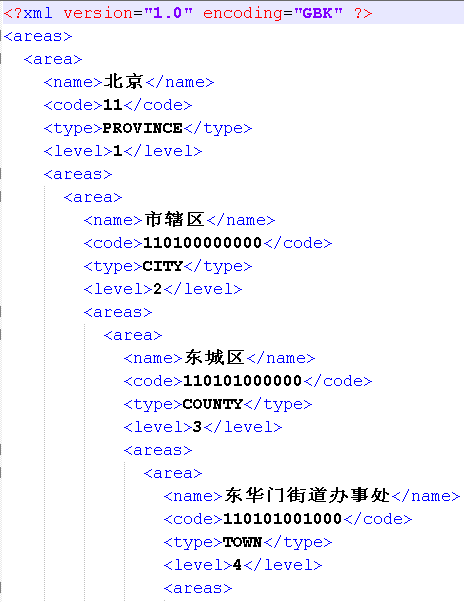 <?xml version="1.0" encoding="GBK" ?>
<areas>
<area>
<name>北京</name>
<code>11</code>
<type>PROVINCE</type>
<level>1</level>
<areas>
<area>
<name>市辖区</name>
<code>110100000000</code>
<type>CITY</type>
<level>2</level>
<areas>
<area>
<name>东城区</name>
<code>110101000000</code>
<type>COUNTY</type>
<level>3</level>
<areas>
<area>
<name>东华门街道办事处</name>
<code>110101001000</code>
<type>TOWN</type>
<level>4</level>
<areas>